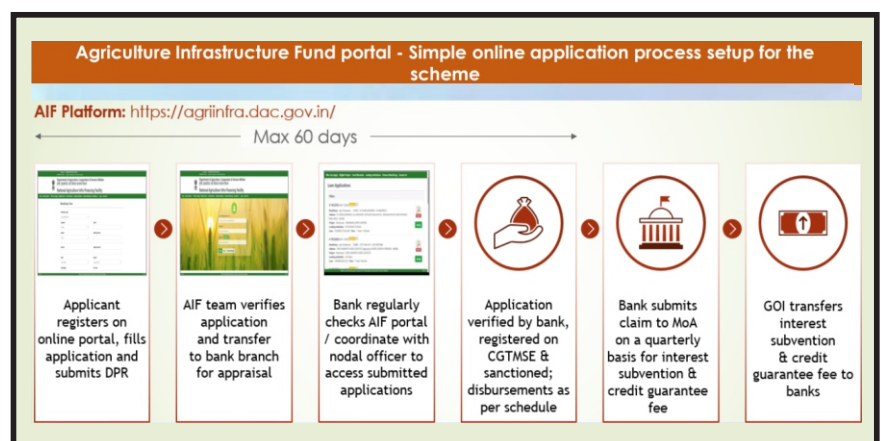 Agriculture Infrastructure Fund portal - Simple online application process setup for the
scheme
AIF Platform: https://agriinfra.dac.gov.in/
Max 60 days
Applicant
registers on
online portal, fills
application and
submits DPR
AIF team verifies
application
and transfer
to bank branch
for appraisal
Bank regularly
checks AIF portal
/ coordinate with
nodal officer to
access submitted
applications
Application
verified by bank,
registered on
CGTMSE &
sanctioned;
disbursements as
per schedule
Bank submits
claim to MoA
on a quarterly
basis for interest
subvention &
credit guarantee
fee
GOI transfers
interest
subvention
& credit
guarantee fee to
banks